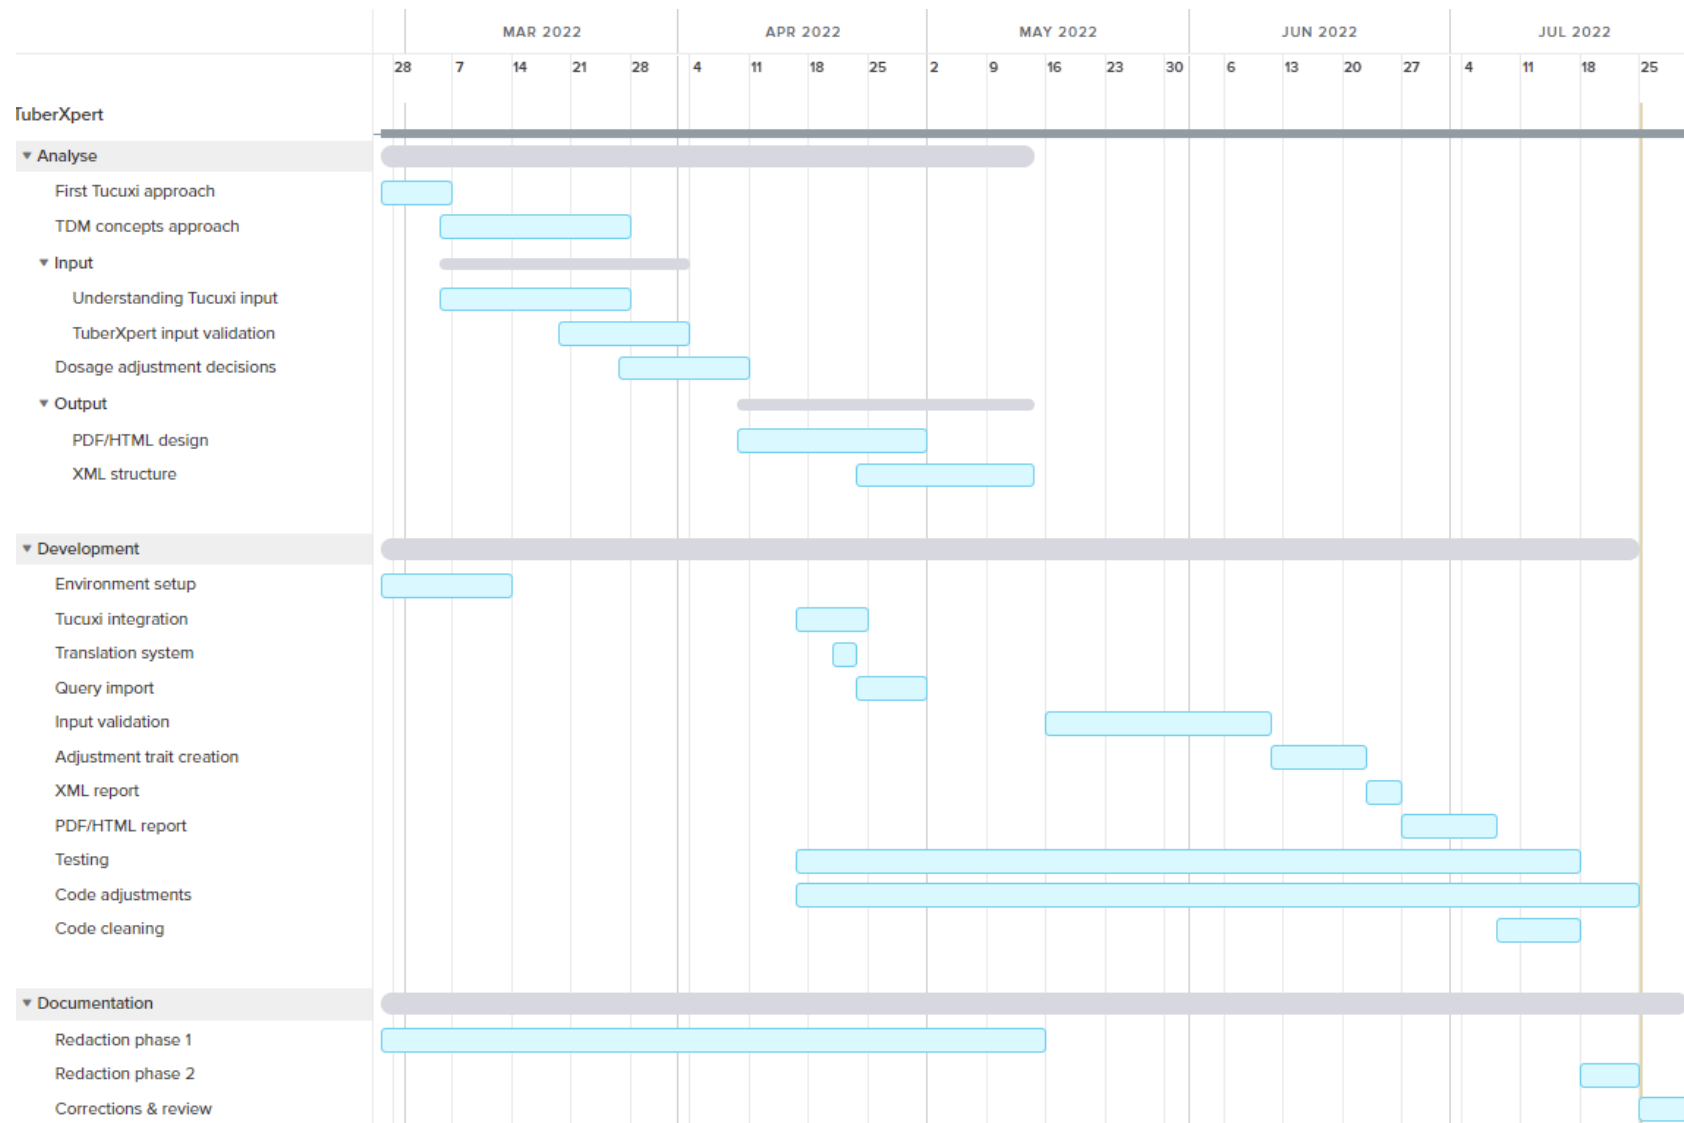 MAR 2022 APR 2022 MAY 2022 JUN 2022 JUL 2022
28 7 14 21 28 4 11 18 25 2 9 16 23 30 6 13 20 27 4 11 18 25
TuberXpert
Analyse
First Tucuxi approach
TDM concepts approach
Input
Understanding Tucuxi input
TuberXpert input validation
Dosage adjustment decisions
Output
PDF/HTML design
XML structure
Development
Environment setup
Tucuxi integration
Translation system
Query import
Input validation
Adjustment trait creation
XML report
PDF/HTML report
Testing
Code adjustments
Code cleaning
Documentation
Redaction phase 1
Redaction phase 2
Corrections & review